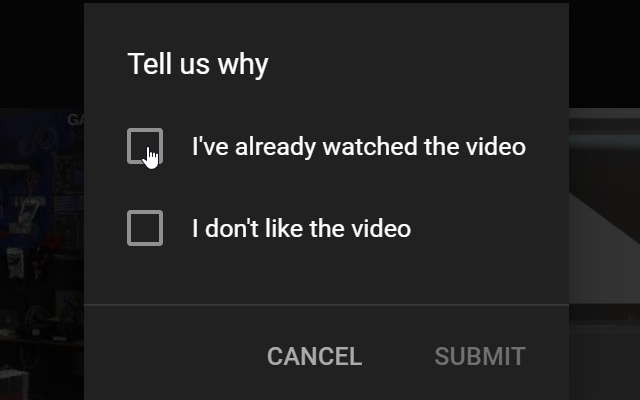 Tell us why
I've already watched the video
I don't like the video
CANCEL SUBMIT